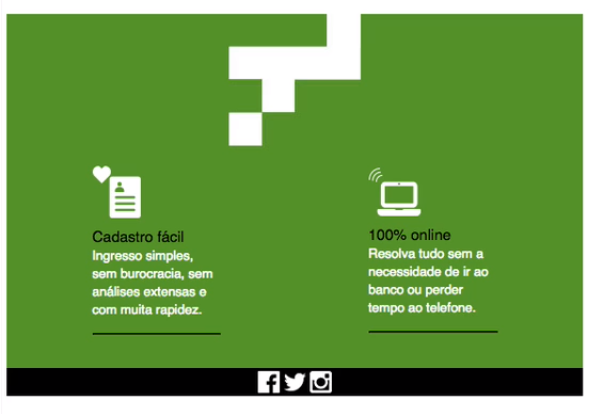 Cadastro fácil
Ingresso simples,
sem burocracia, sem
análises extensas e
com muita rapidez.
100% online
Resolva tudo sem a
necessidade de ir ao
banco ou perder
tempo ao telefone.